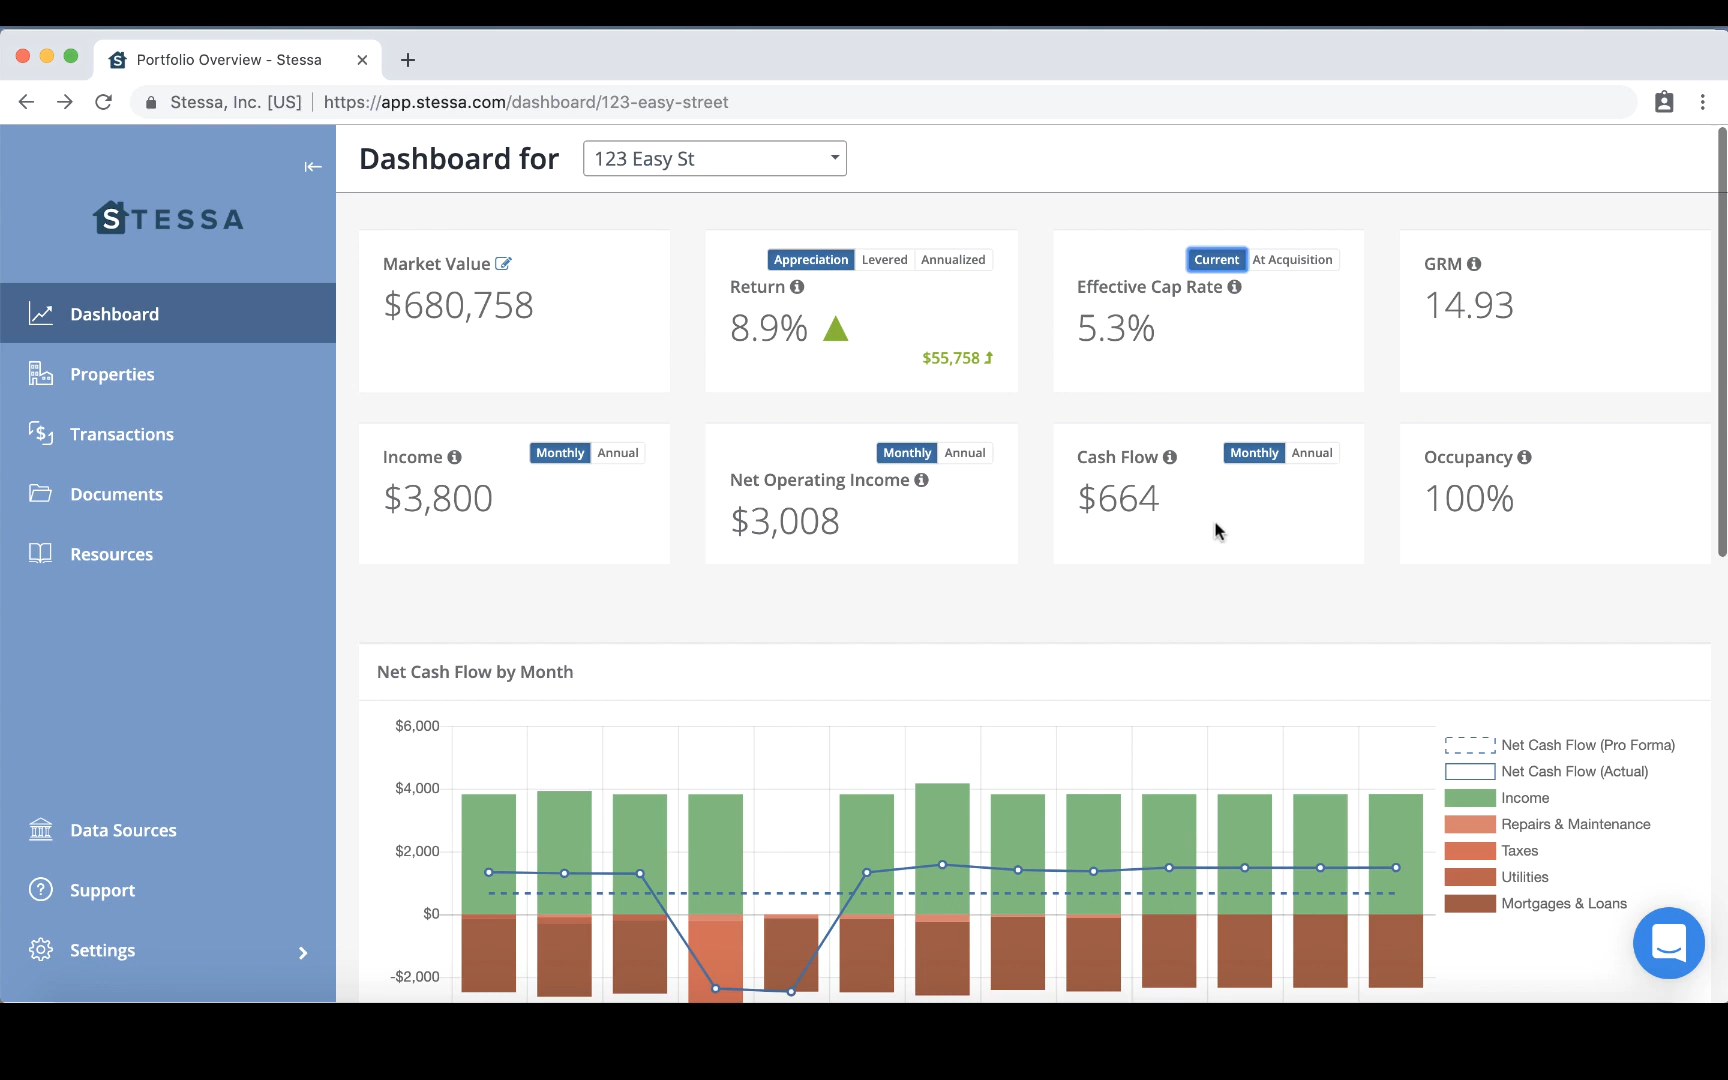 Portfolio Overview - Stessa
Stessa, Inc. [US] https://app.stessa.com/dashboard/123-easy-street
STESSA
Dashboard
Properties
Transactions
Documents
Resources
Data Sources
Support
Settings
Dashboard for 123 Easy St
Market Value
$680,758
Appreciation Levered Annualized
Return
8.9%
$55,758
Current At Acquisition
Effective Cap Rate
5.3%
GRM
14.93
Income Monthly Annual
$3,800
Monthly Annual
Net Operating Income
$3,008
Cash Flow Monthly Annual
$664
Occupancy
100%
Net Cash Flow by Month
$6,000
$4,000
$2,000
$0
-$2,000
Net Cash Flow (Pro Forma)
Net Cash Flow (Actual)
Income
Repairs & Maintenance
Taxes
Utilities
Mortgages & Loans